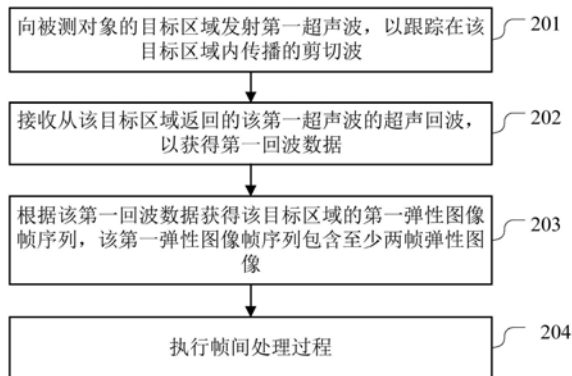 向被测对象的目标区域发射第一超声波，以跟踪在该
目标区域内传播的剪切波
201
接收从该目标区域返回的该第一超声波的超声回波，
以获得第一回波数据
202
根据该第一回波数据获得该目标区域的第一弹性图像
帧序列，该第一弹性图像帧序列包含至少两帧弹性图
像
203
执行帧间处理过程
204